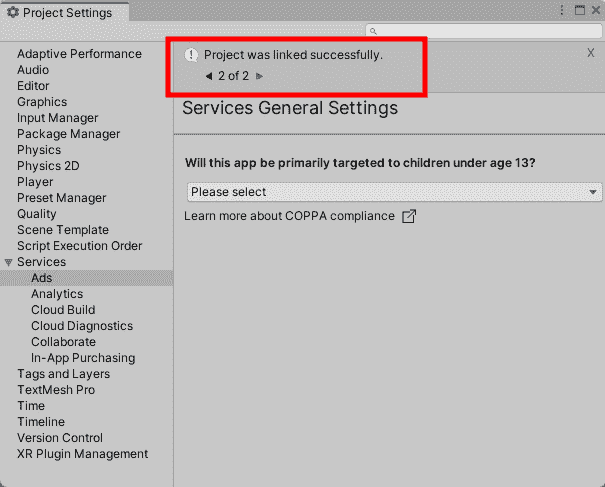 Project Settings
Adaptive Performance
Audio
Editor
Graphics
Input Manager
Package Manager
Physics
Physics 2D
Player
Preset Manager
Quality
Scene Template
Script Execution Order
Services
Ads
Analytics
Cloud Build
Cloud Diagnostics
Collaborate
In-App Purchasing
Tags and Layers
TextMesh Pro
Time
Timeline
Version Control
XR Plugin Management
Project was linked successfully.
2 of 2
X
Services General Settings
Will this app be primarily targeted to children under age 13?
Please select
Learn more about COPPA compliance